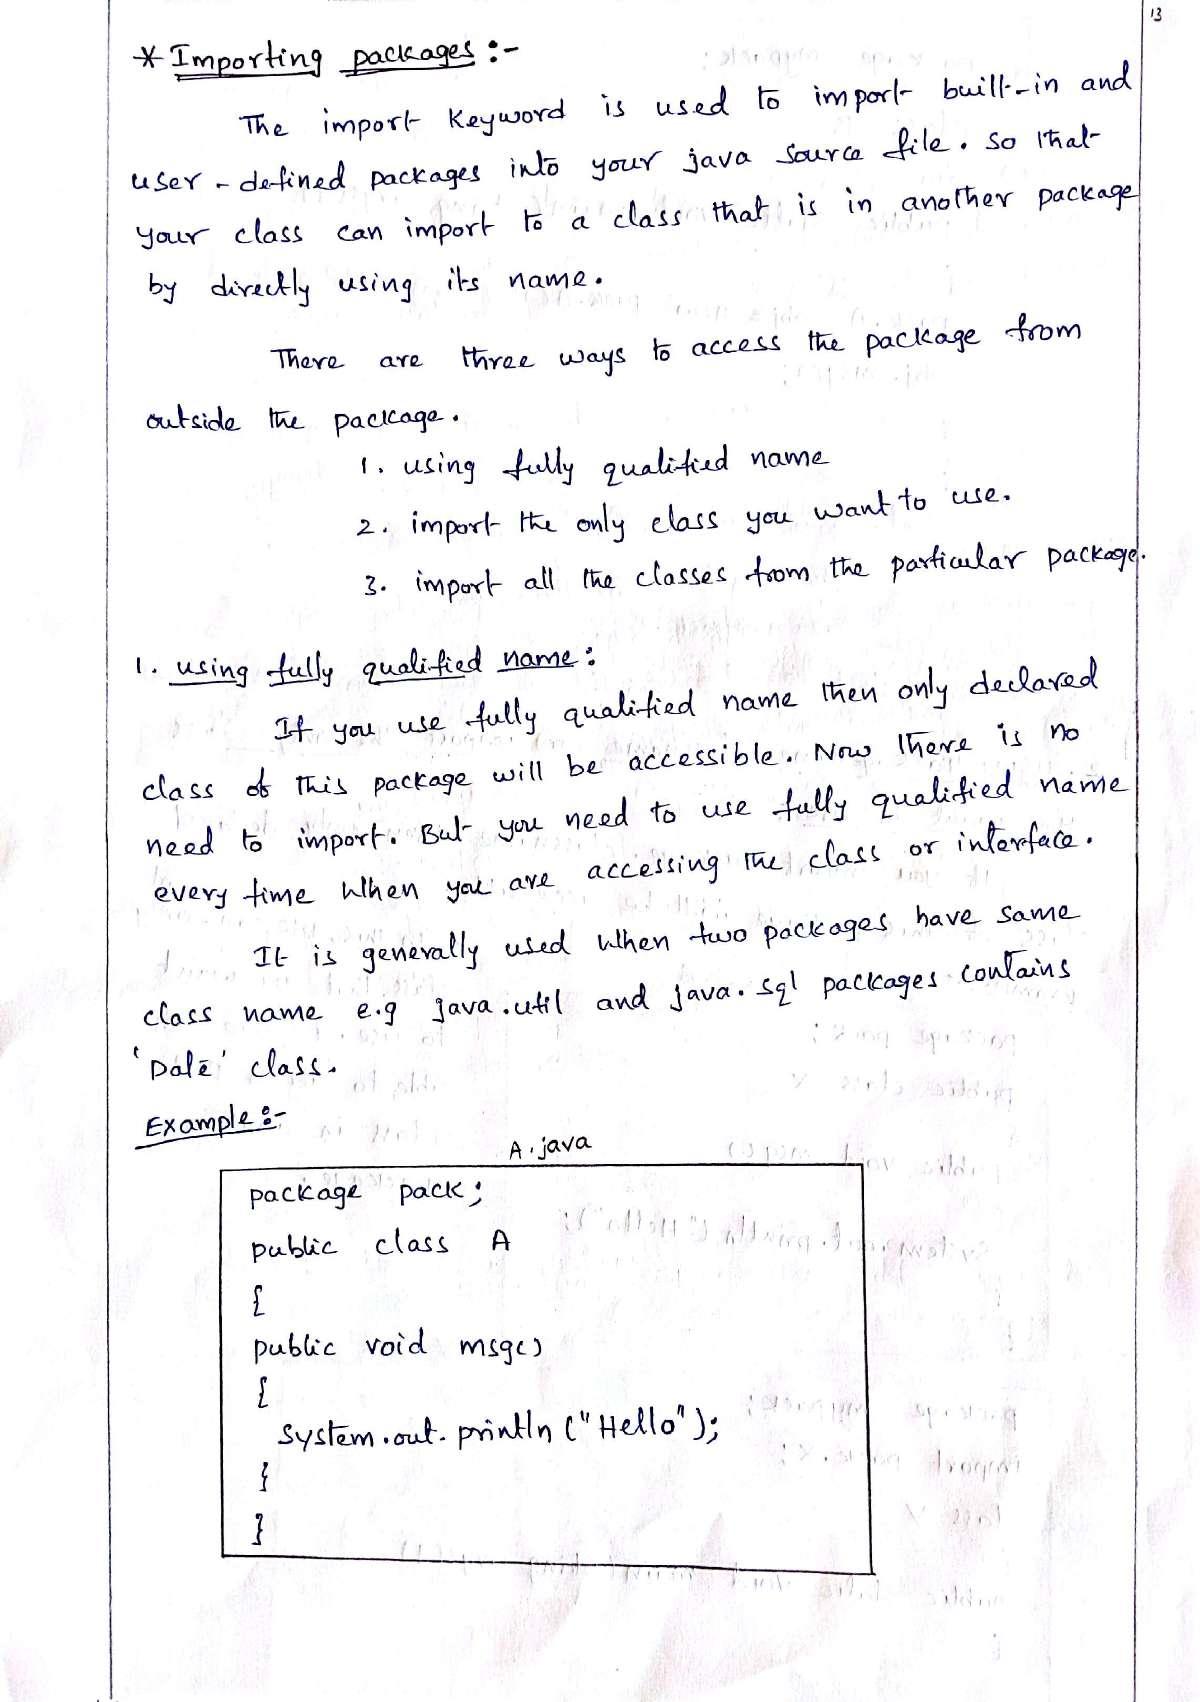 13
* Importing packages :-
The import keyword is used to import built-in and
user-defined packages into your java source file. so that
your class can import to a class that is in another package
by directly using its name.
There are three ways to access the package from
outside the package.
1. using fully qualified name
2. import the only class you want to use.
3. import all the classes from the particular package.
1. using fully qualified name :
If you use fully qualified name then only declared
class of this package will be accessible. Now there is no
need to import. But you need to use fully qualified name
every time when you are accessing the class or interface.
It is generally used when two packages have same
class name e.g java.util and java.sql packages contains
'Date' class.
Example :-
A.java
package pack;
public class A
{
public void msg()
{
System.out.println("Hello");
}
}